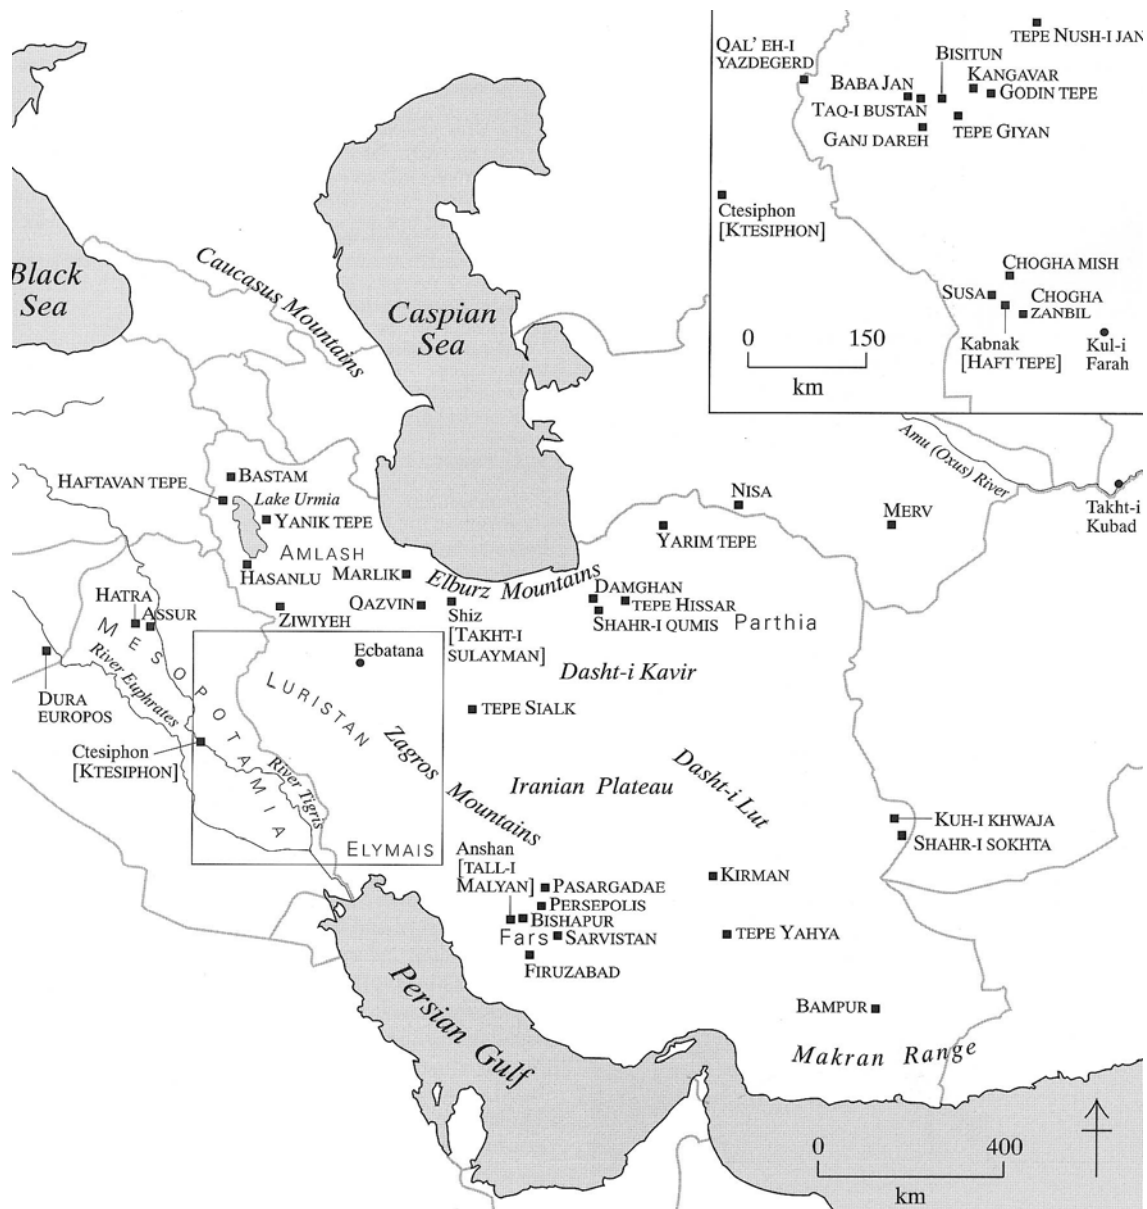 TEPE NUSH-I JAN
QAL' EH-I
YAZDEGERD
BISITUN
BABA JAN
KANGAVAR
GODIN TEPE
TAQ-I BUSTAN
GANJ DAREH
TEPE GIYAN
Ctesiphon
[KTESIPHON]
CHOGHA MISH
SUSA
CHOGHA
ZANBIL
Kabnak
[HAFT TEPE]
Kul-i
Farah
0 150
km
Black
Sea
Caucasus Mountains
Caspian
Sea
Amu (Oxus) River
Takht-i
Kubad
BASTAM
HAFTAVAN TEPE
Lake Urmia
YANIK TEPE
NISA
MERV
YARIM TEPE
AMLASH
HASANLU
MARLIK
Elburz Mountains
HATRA
ASSUR
ZIWIYEH
QAZVIN
Shiz
[TAKHT-I
SULAYMAN]
DAMGHAN
TEPE HISSAR
SHAHR-I QUMIS
Parthia
MESOPOTAMIA
Ecbatana
Dasht-i Kavir
DURA
EUROPOS
River Euphrates
LURISTAN
TEPE SIALK
Ctesiphon
[KTESIPHON]
River Tigris
Zagros
Mountains
Iranian Plateau
Dasht-i Lut
ELYMAIS
KUH-I KHWAJA
SHAHR-I SOKHTA
Anshan
[TALL-I
MALYAN]
PASARGADAE
PERSEPOLIS
BISHAPUR
Fars
SARVISTAN
FIRUZABAD
KIRMAN
TEPE YAHYA
Persian Gulf
BAMPUR
Makran Range
0 400
km